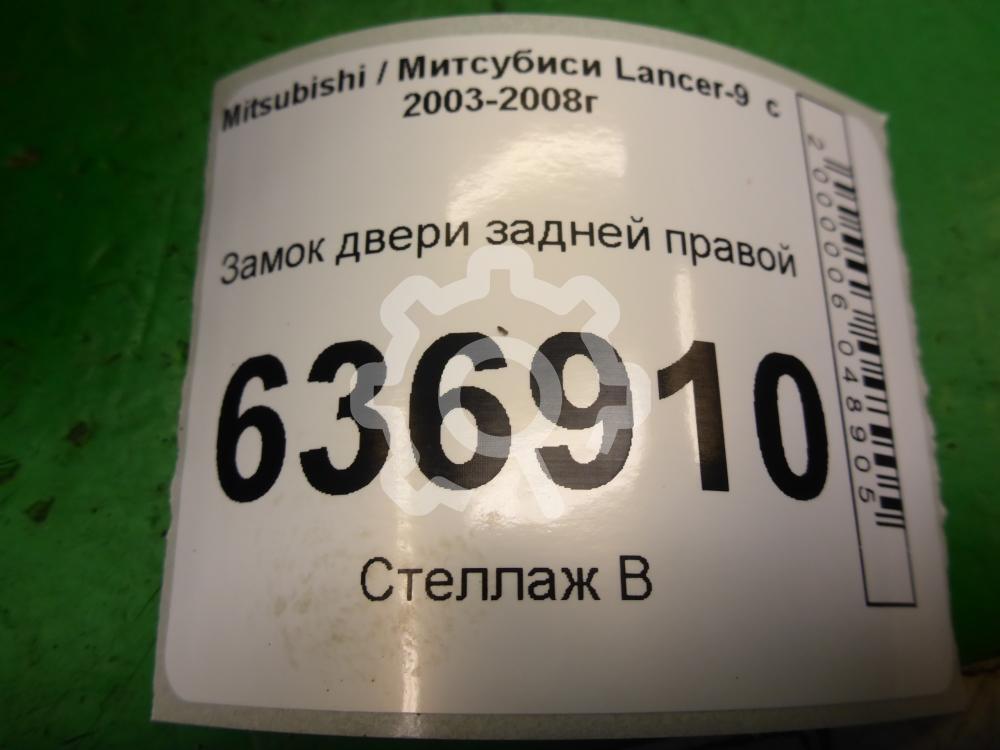 Mitsubishi / Митсубиси Lancer-9 с
2003-2008г
Замок двери задней правой
636910
Стеллаж В
2000006048905